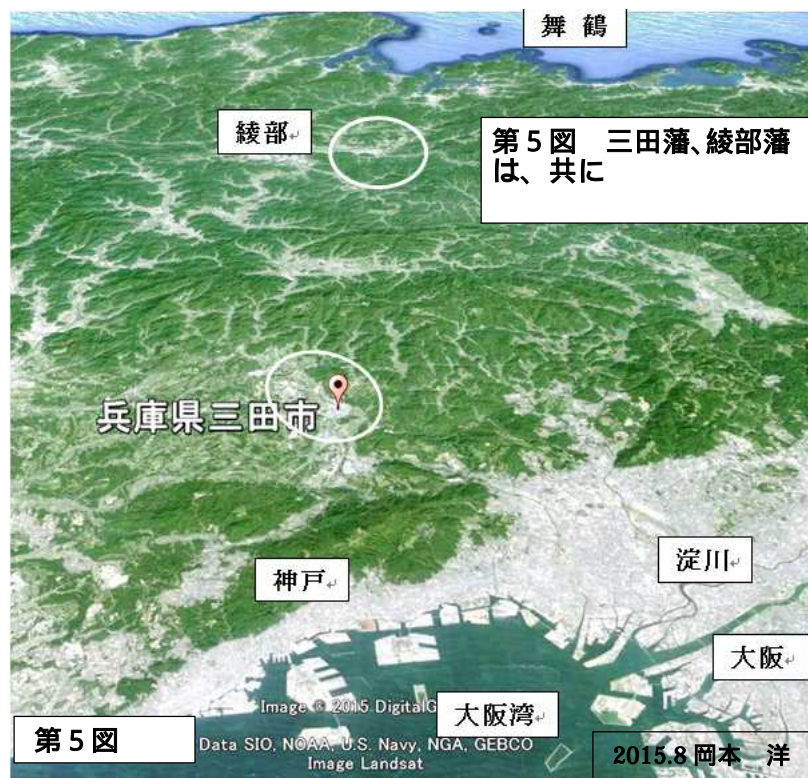 舞 鶴
綾部
第５図　三田藩、綾部藩
は、共に
兵庫県三田市
淀川
神戸
大阪
Image © 2015 DigitalG
大阪湾
第５図
Data SIO, NOAA, U.S. Navy, NGA, GEBCO
Image Landsat
2015.8 岡本　洋